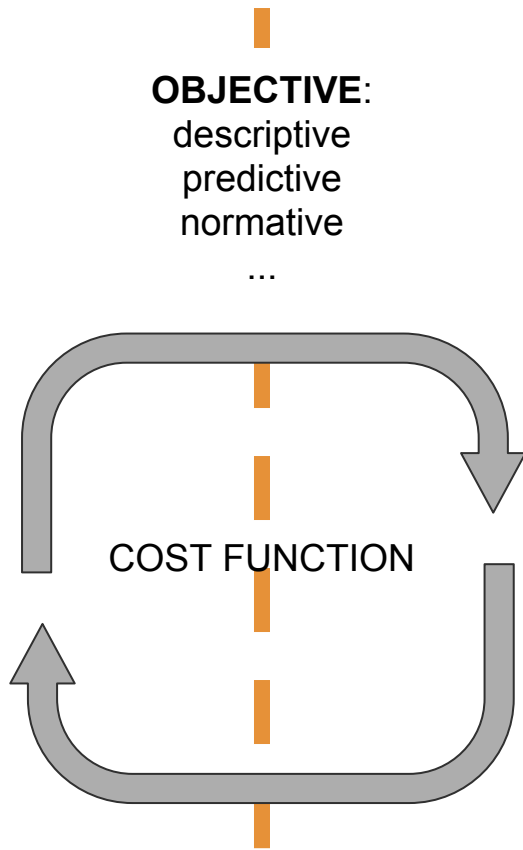 OBJECTIVE:
descriptive
predictive
normative
...
COST FUNCTION